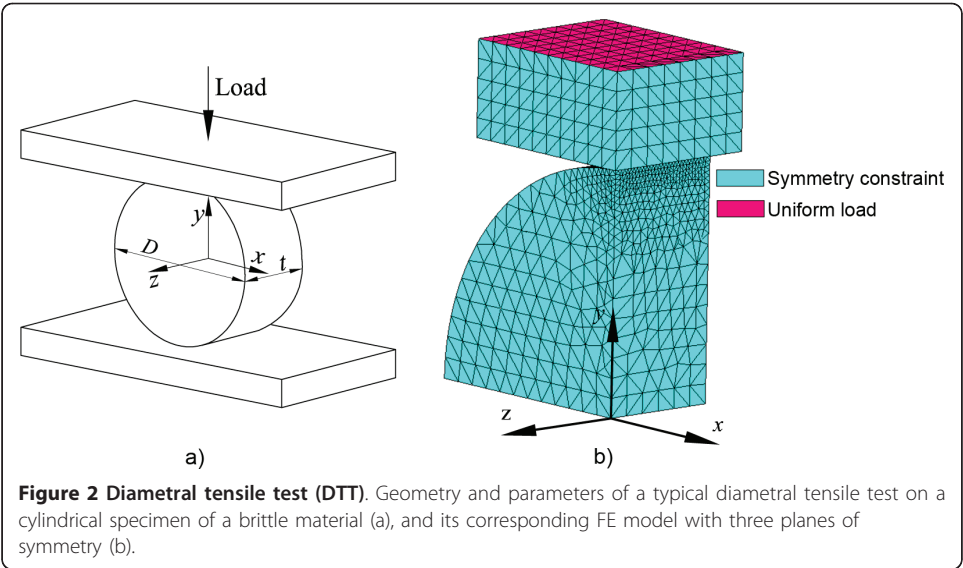 Load
y
D
x
t
z
a)
y
z
x
b)
Symmetry constraint
Uniform load
Figure 2 Diametral tensile test (DTT). Geometry and parameters of a typical diametral tensile test on a
cylindrical specimen of a brittle material (a), and its corresponding FE model with three planes of
symmetry (b).